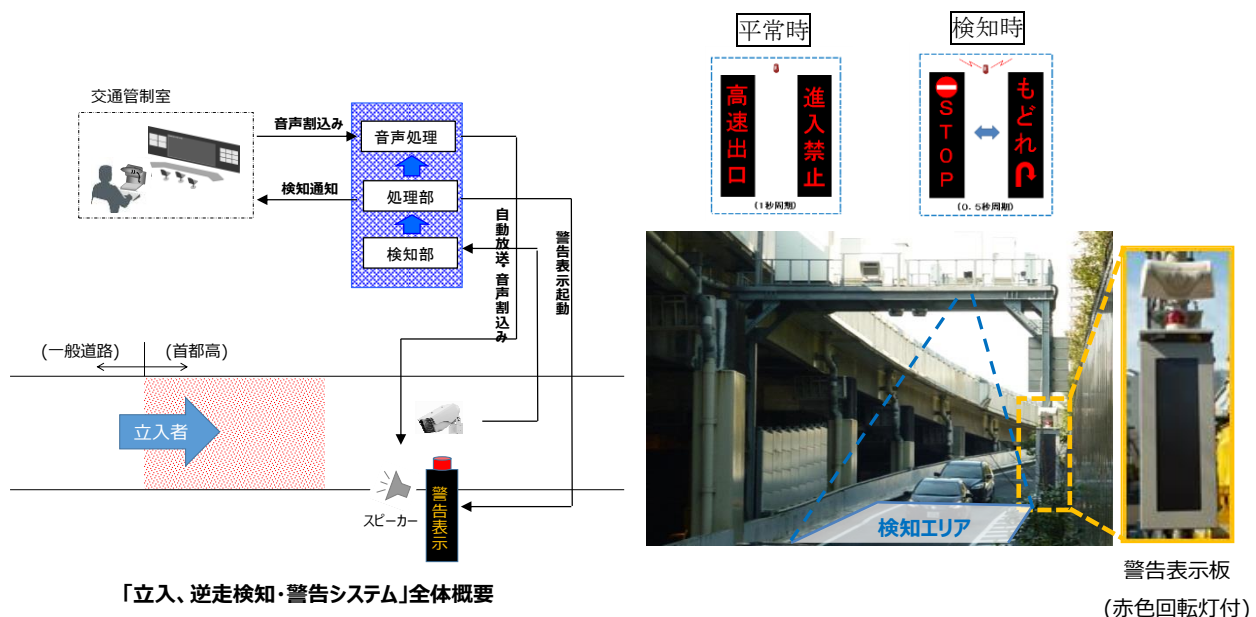 交通管制室
音声割込み
検知通知
音声処理
処理部
検知部
自動放送・音声割込み
警告表示起動
(一般道路)
(首都高)
立入者
スピーカー
警告表示
「立入、逆走検知・警告システム」全体概要
平常時
高速出口
進入禁止
(1秒周期)
検知時
STOP
もどれ
(0.5秒周期)
検知エリア
警告表示板
(赤色回転灯付)